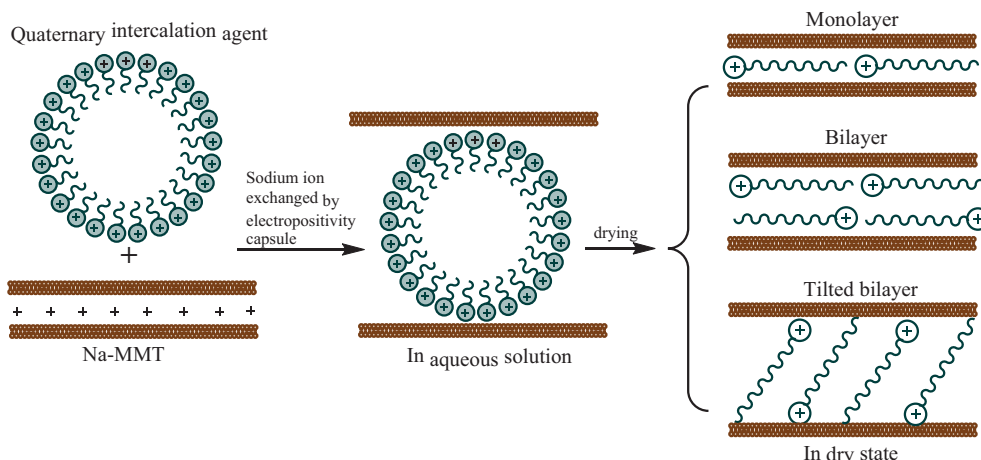 Quaternary intercalation agent
+
+ + + + + + +
Na-MMT
Sodium ion
exchanged by
electropositivity
capsule
In aqueous solution
drying
Monolayer
Bilayer
Tilted bilayer
In dry state